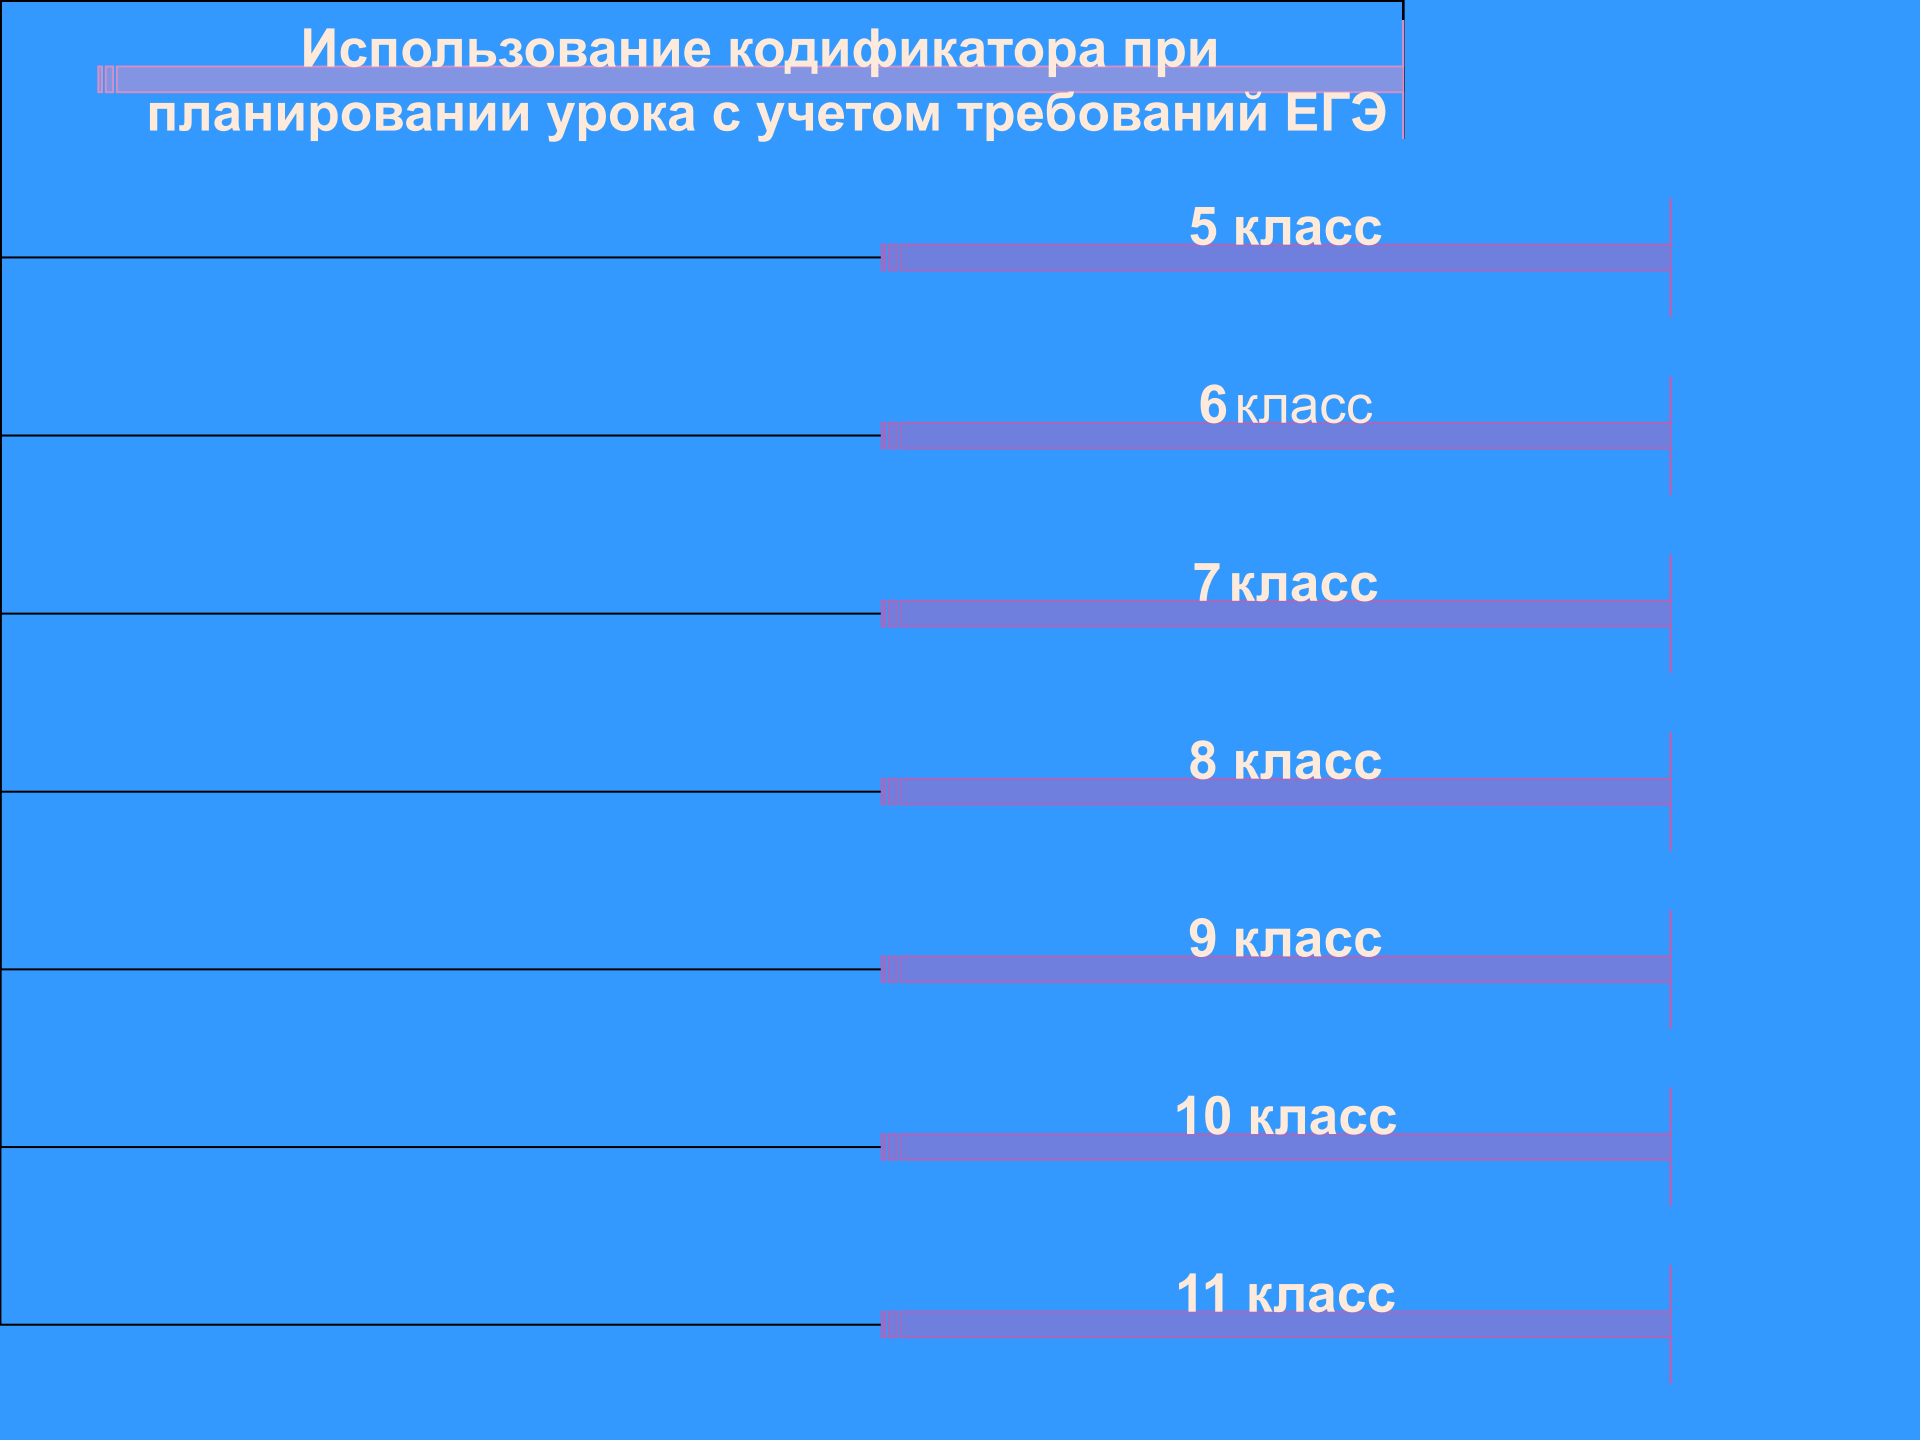 Использование кодификатора при
планировании урока с учетом требований ЕГЭ
5 класс
6 класс
7 класс
8 класс
9 класс
10 класс
11 класс